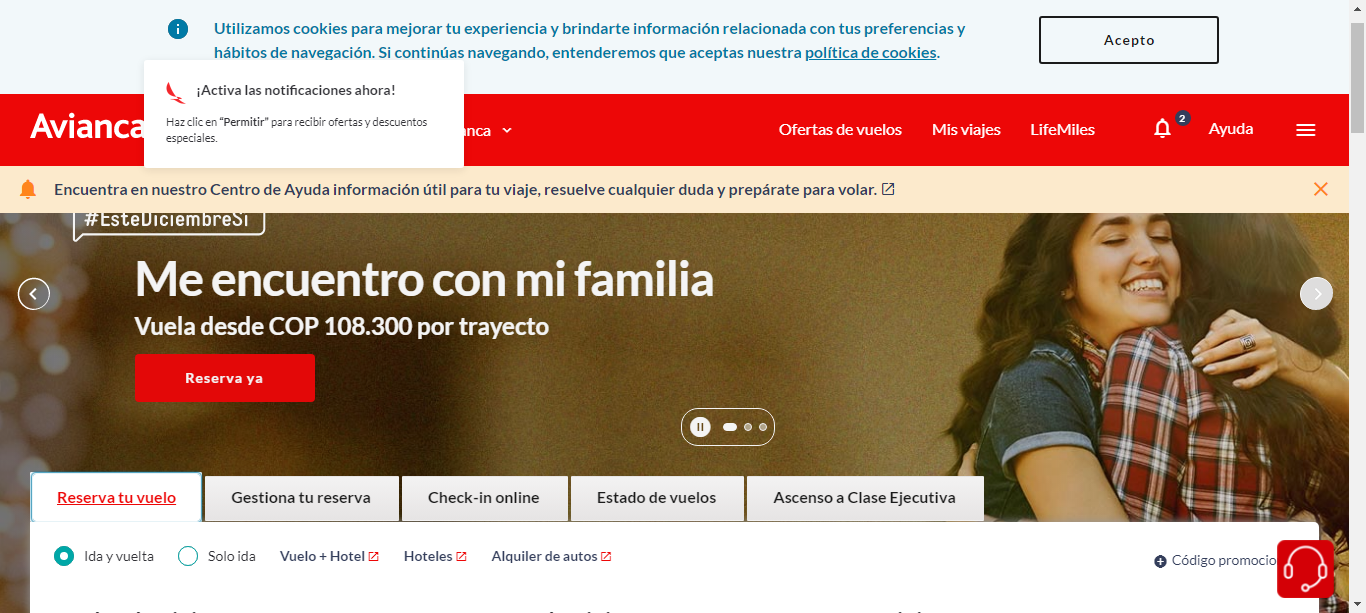 Utilizamos cookies para mejorar tu experiencia y brindarte información relacionada con tus preferencias y
hábitos de navegación. Si continúas navegando, entenderemos que aceptas nuestra política de cookies.
Acepto
¡Activa las notificaciones ahora!
Haz clic en “Permitir” para recibir ofertas y descuentos
especiales.
Avianca
anca
Ofertas de vuelos
Mis viajes
LifeMiles
2
Ayuda
Encuentra en nuestro Centro de Ayuda información útil para tu viaje, resuelve cualquier duda y prepárate para volar.
#EsteDiciembreSí
Me encuentro con mi familia
Vuela desde COP 108.300 por trayecto
Reserva ya
Reserva tu vuelo
Gestiona tu reserva
Check-in online
Estado de vuelos
Ascenso a Clase Ejecutiva
Ida y vuelta
Solo ida
Vuelo + Hotel
Hoteles
Alquiler de autos
Código promocio